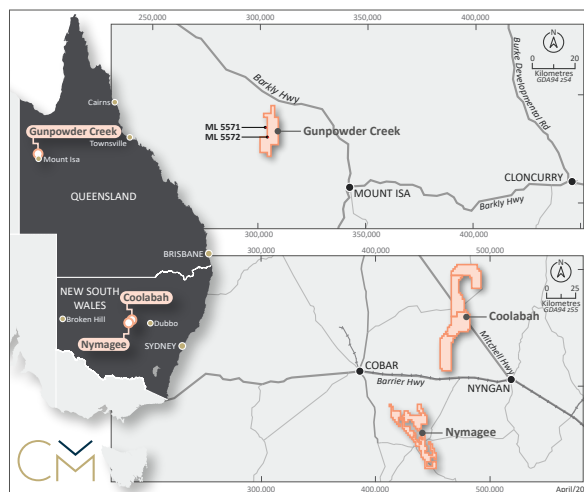 250,000
300,000
350,000
400,000
N
0 20
Kilometres
GDA94 z54
Barkly Hwy
Burke Developmental Rd
ML 5571
ML 5572
Gunpowder Creek
MOUNT ISA
CLONCURRY
Barkly Hwy
300,000
350,000
400,000
Cairns
Gunpowder Creek
Townsville
Mount Isa
QUEENSLAND
BRISBANE
NEW SOUTH
WALES
Coolabah
Broken Hill
Dubbo
Nymagee
SYDNEY
300,000
400,000
500,000
N
0 25
Kilometres
GDA94 z55
Coolabah
Mitchell Hwy
COBAR
Barrier Hwy
NYNGAN
Nymagee
CM
300,000
400,000
500,000
April/20